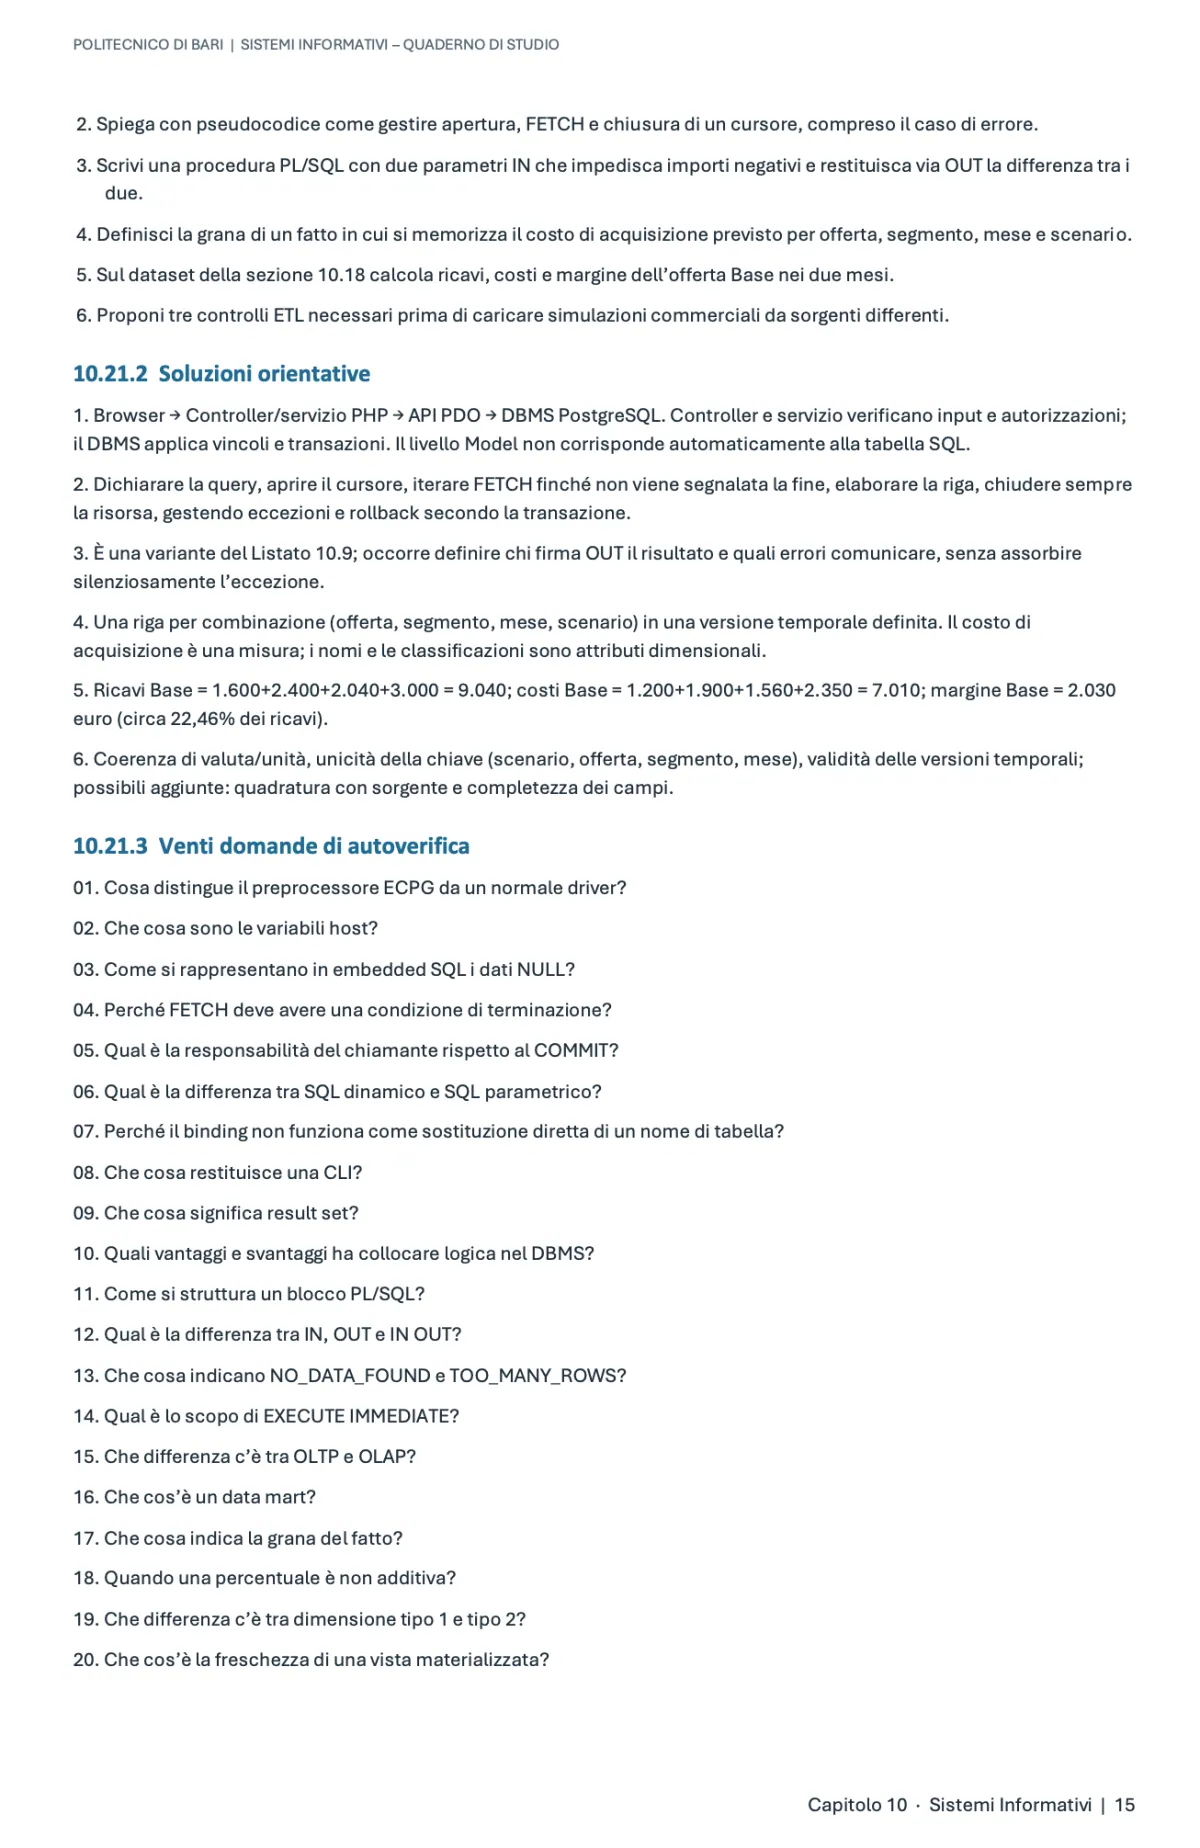 POLITECNICO DI BARI | SISTEMI INFORMATIVI – QUADERNO DI STUDIO
2. Spiega con pseudocodice come gestire apertura, FETCH e chiusura di un cursore, compreso il caso di errore.
3. Scrivi una procedura PL/SQL con due parametri IN che impedisca importi negativi e restituisca via OUT la differenza tra i
due.
4. Definisci la grana di un fatto in cui si memorizza il costo di acquisizione previsto per offerta, segmento, mese e scenario.
5. Sul dataset della sezione 10.18 calcola ricavi, costi e margine dell’offerta Base nei due mesi.
6. Proponi tre controlli ETL necessari prima di caricare simulazioni commerciali da sorgenti differenti.
10.21.2 Soluzioni orientative
1. Browser → Controller/servizio PHP → API PDO → DBMS PostgreSQL. Controller e servizio verificano input e autorizzazioni;
il DBMS applica vincoli e transazioni. Il livello Model non corrisponde automaticamente alla tabella SQL.
2. Dichiarare la query, aprire il cursore, iterare FETCH finché non viene segnalata la fine, elaborare la riga, chiudere sempre
la risorsa, gestendo eccezioni e rollback secondo la transazione.
3. È una variante del Listato 10.9; occorre definire chi firma OUT il risultato e quali errori comunicare, senza assorbire
silenziosamente l’eccezione.
4. Una riga per combinazione (offerta, segmento, mese, scenario) in una versione temporale definita. Il costo di
acquisizione è una misura; i nomi e le classificazioni sono attributi dimensionali.
5. Ricavi Base = 1.600+2.400+2.040+3.000 = 9.040; costi Base = 1.200+1.900+1.560+2.350 = 7.010; margine Base = 2.030
euro (circa 22,46% dei ricavi).
6. Coerenza di valuta/unità, unicità della chiave (scenario, offerta, segmento, mese), validità delle versioni temporali;
possibili aggiunte: quadratura con sorgente e completezza dei campi.
10.21.3 Venti domande di autoverifica
01. Cosa distingue il preprocessore ECPG da un normale driver?
02. Che cosa sono le variabili host?
03. Come si rappresentano in embedded SQL i dati NULL?
04. Perché FETCH deve avere una condizione di terminazione?
05. Qual è la responsabilità del chiamante rispetto al COMMIT?
06. Qual è la differenza tra SQL dinamico e SQL parametrico?
07. Perché il binding non funziona come sostituzione diretta di un nome di tabella?
08. Che cosa restituisce una CLI?
09. Che cosa significa result set?
10. Quali vantaggi e svantaggi ha collocare logica nel DBMS?
11. Come si struttura un blocco PL/SQL?
12. Qual è la differenza tra IN, OUT e IN OUT?
13. Che cosa indicano NO_DATA_FOUND e TOO_MANY_ROWS?
14. Qual è lo scopo di EXECUTE IMMEDIATE?
15. Che differenza c’è tra OLTP e OLAP?
16. Che cos’è un data mart?
17. Che cosa indica la grana del fatto?
18. Quando una percentuale è non additiva?
19. Che differenza c’è tra dimensione tipo 1 e tipo 2?
20. Che cos’è la freschezza di una vista materializzata?
Capitolo 10 · Sistemi Informativi | 15